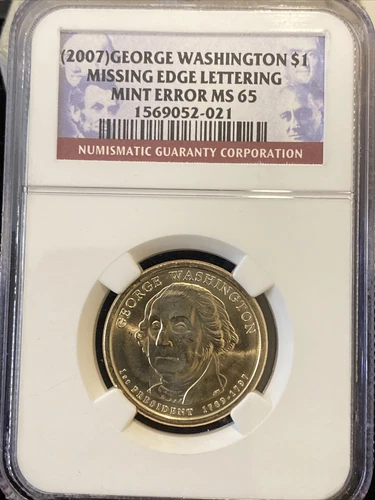 (2007)GEORGE WASHINGTON $1
MISSING EDGE LETTERING
MINT ERROR MS 65
1569052-021
NUMISMATIC GUARANTY CORPORATION
GEORGE WASHINGTON
1st PRESIDENT 1789-1797